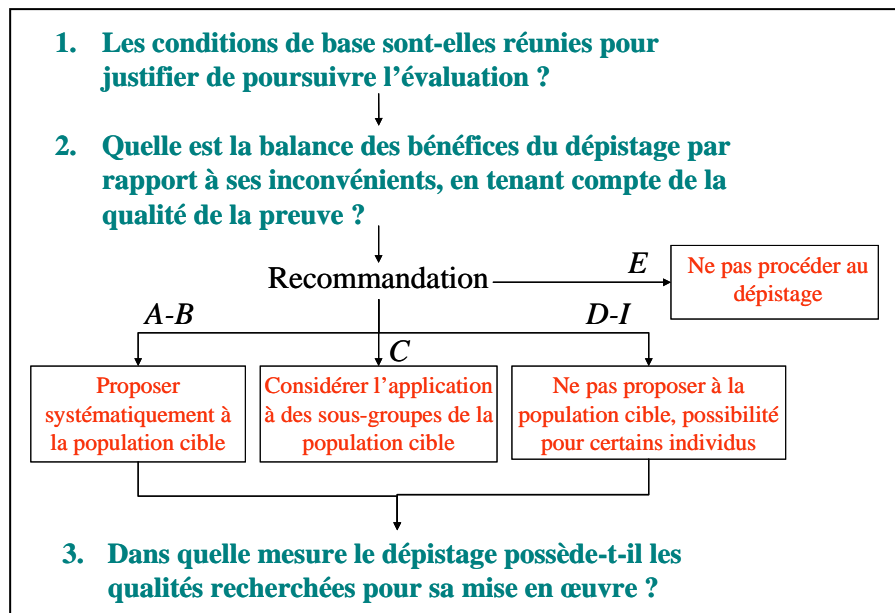 1. Les conditions de base sont-elles réunies pour
justifier de poursuivre l’évaluation ?
2. Quelle est la balance des bénéfices du dépistage par
rapport à ses inconvénients, en tenant compte de la
qualité de la preuve ?
Recommandation
E
Ne pas procéder au
dépistage
A-B
C
D-I
Proposer
systématiquement à
la population cible
Considérer l’application
à des sous-groupes de la
population cible
Ne pas proposer à la
population cible, possibilité
pour certains individus
3. Dans quelle mesure le dépistage possède-t-il les
qualités recherchées pour sa mise en œuvre ?